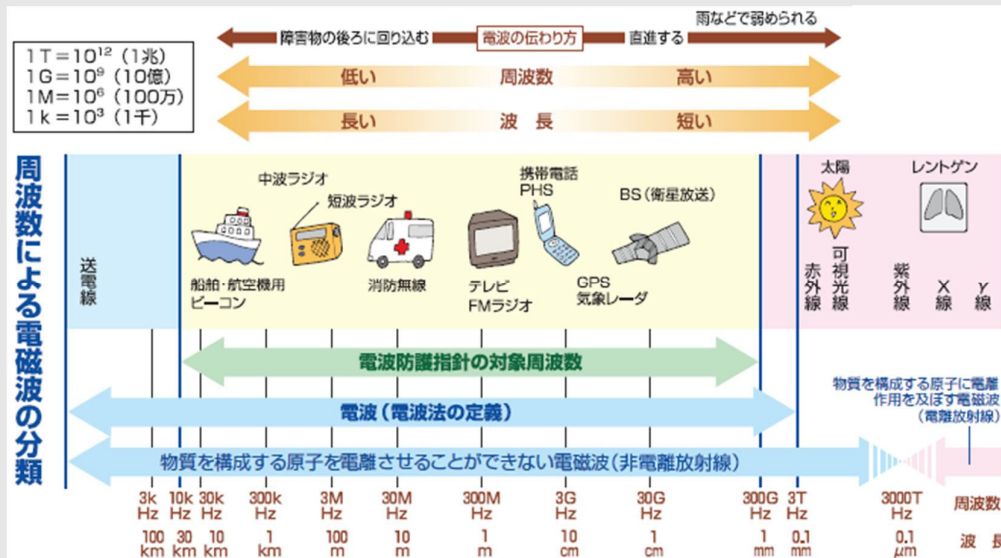 雨などで弱められる
障害物の後ろに回り込む 電波の伝わり方 直進する
1T=10¹² (1兆)
1G=10⁹ (10億)
1M=10⁶ (100万)
1k=10³ (1千)
低い 周波数 高い
長い 波長 短い
周波数による電磁波の分類
送電線
中波ラジオ
短波ラジオ
船舶・航空機用
ビーコン
消防無線
テレビ
FMラジオ
携帯電話
PHS
BS(衛星放送)
GPS
気象レーダ
太陽
レントゲン
赤外線
可視光線
紫外線
X線
γ線
電波防護指針の対象周波数
電波(電波法の定義)
物質を構成する原子に電離
作用を及ぼす電磁波
(電離放射線)
物質を構成する原子を電離させることができない電磁波(非電離放射線)
3k 10k 30k 300k 3M 30M 300M 3G 30G 300G 3T 3000T 周波数
Hz Hz Hz Hz Hz Hz Hz Hz Hz Hz Hz Hz
100 30 10 1 100 10 1 10 1 1 0.1 0.1 波長
km km km km m m m cm cm mm mm μm